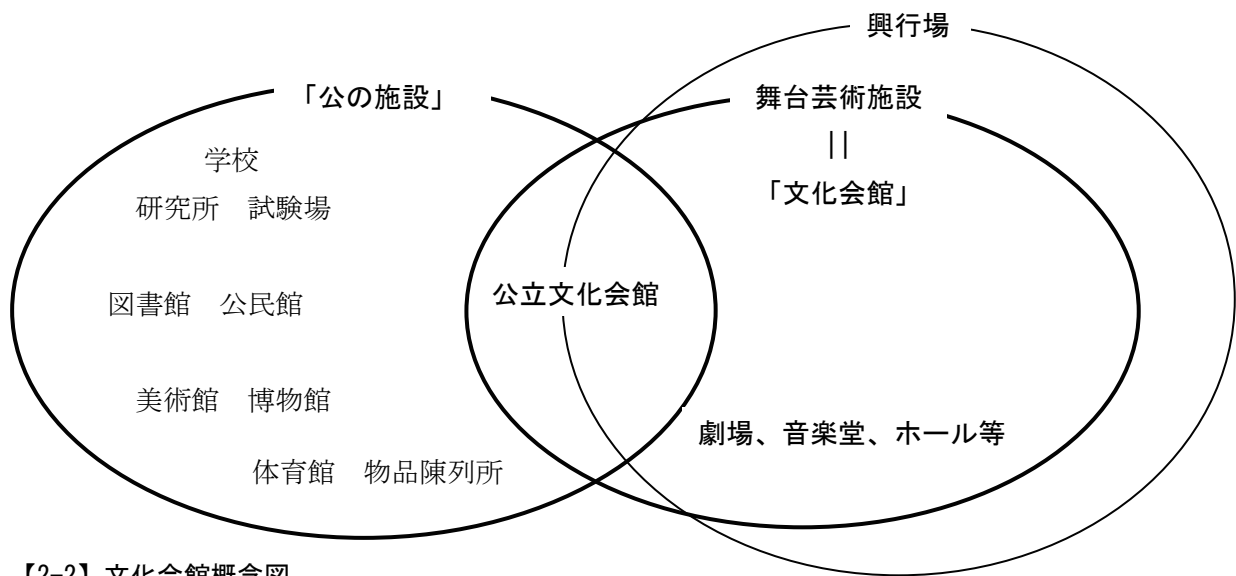 興行場
「公の施設」
舞台芸術施設
||
「文化会館」
学校
研究所 試験場
図書館 公民館
公立文化会館
美術館 博物館
劇場、音楽堂、ホール等
体育館 物品陳列所
【2-2】文化会館概念図